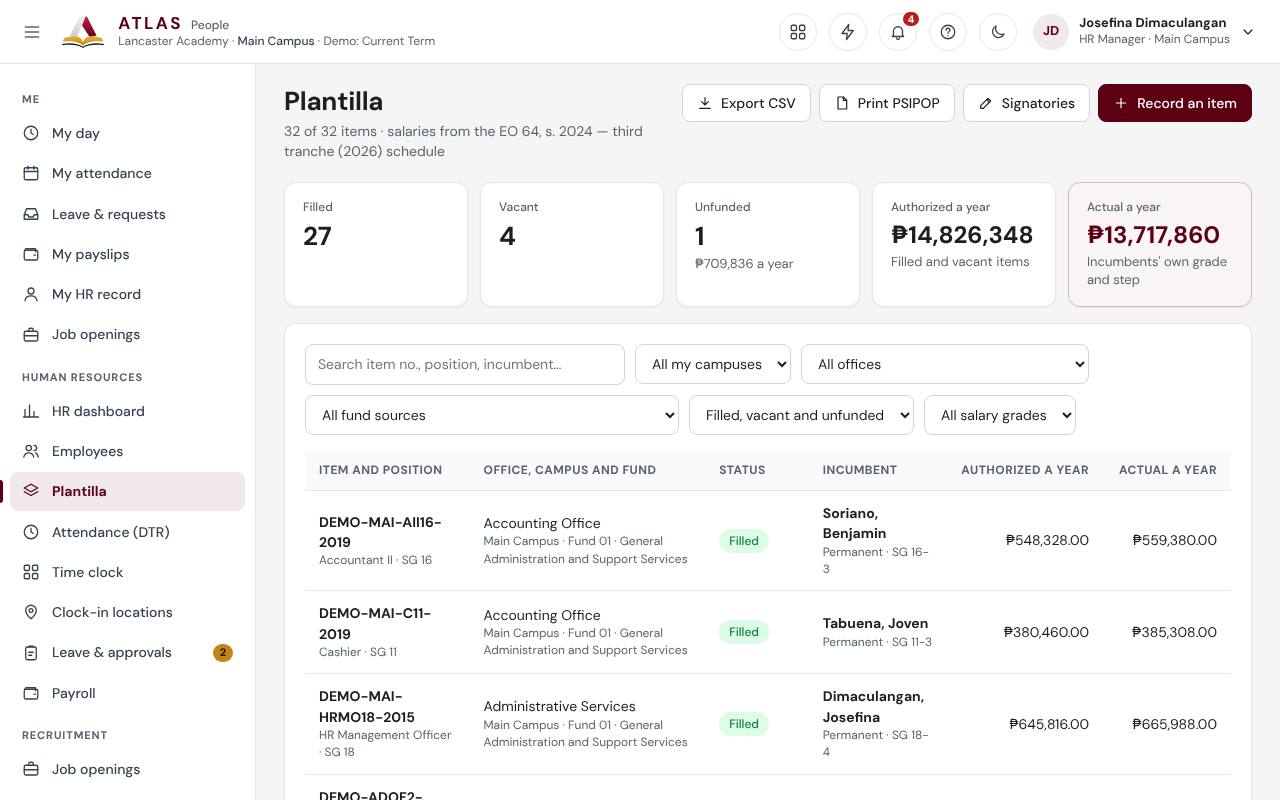 ATLAS People
Lancaster Academy · Main Campus · Demo: Current Term
4
JD
Josefina Dimaculangan
HR Manager · Main Campus
ME
My day
My attendance
Leave & requests
My payslips
My HR record
Job openings
HUMAN RESOURCES
HR dashboard
Employees
Plantilla
Attendance (DTR)
Time clock
Clock-in locations
Leave & approvals 2
Payroll
RECRUITMENT
Job openings
Plantilla
32 of 32 items · salaries from the EO 64, s. 2024 — third
tranche (2026) schedule
Export CSV
Print PSIPOP
Signatories
Record an item
Filled
27
Vacant
4
Unfunded
1
₱709,836 a year
Authorized a year
₱14,826,348
Filled and vacant items
Actual a year
₱13,717,860
Incumbents' own grade
and step
Search item no., position, incumbent…
All my campuses
All offices
All fund sources
Filled, vacant and unfunded
All salary grades
ITEM AND POSITION OFFICE, CAMPUS AND FUND STATUS INCUMBENT AUTHORIZED A YEAR ACTUAL A YEAR
DEMO-MAI-AII16-
2019
Accountant II · SG 16
Accounting Office
Main Campus · Fund 01 · General
Administration and Support Services
Filled
Soriano,
Benjamin
Permanent · SG 16-
3
₱548,328.00
₱559,380.00
DEMO-MAI-C11-
2019
Cashier · SG 11
Accounting Office
Main Campus · Fund 01 · General
Administration and Support Services
Filled
Tabuena, Joven
Permanent · SG 11-3
₱380,460.00
₱385,308.00
DEMO-MAI-
HRMO18-2015
HR Management Officer
· SG 18
Administrative Services
Main Campus · Fund 01 · General
Administration and Support Services
Filled
Dimaculangan,
Josefina
Permanent · SG 18-
4
₱645,816.00
₱665,988.00
DEMO-ADOF2-